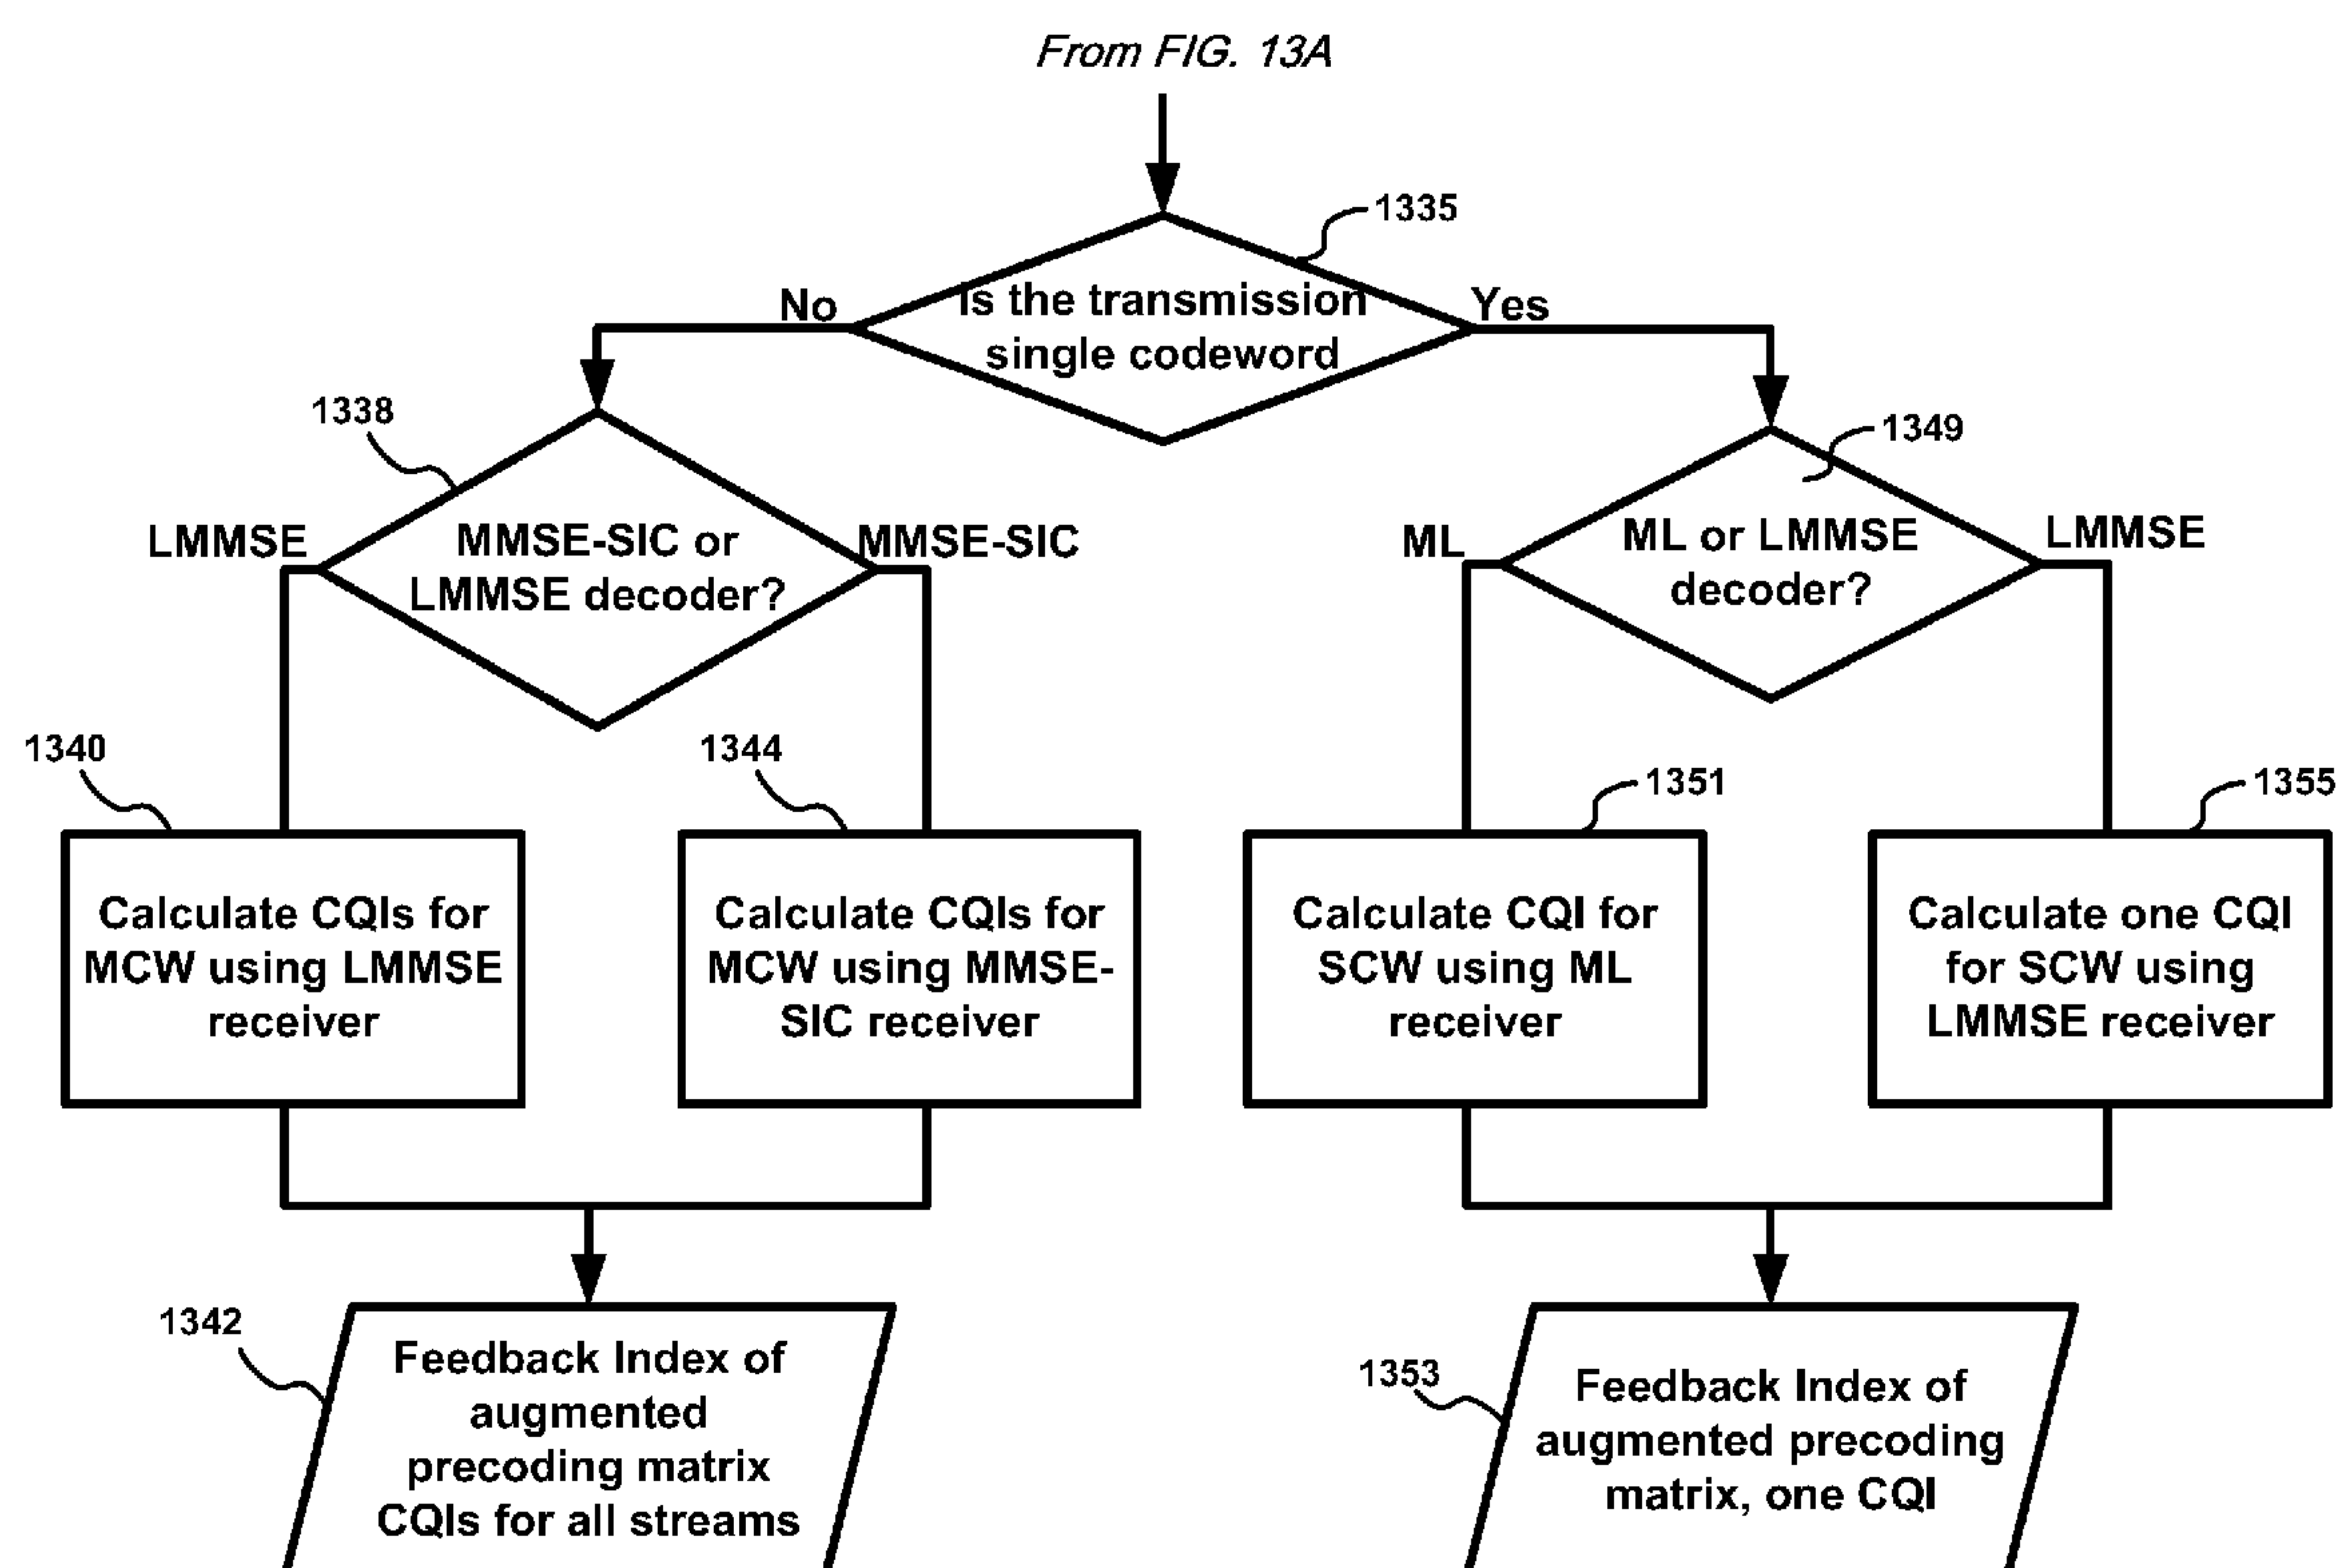 From FIG. 13A
1335
No
Is the transmission
single codeword
Yes
1338
LMMSE
MMSE-SIC or
LMMSE decoder?
MMSE-SIC
1349
ML
ML or LMMSE
decoder?
LMMSE
1340
Calculate CQIs for
MCW using LMMSE
receiver
1344
Calculate CQIs for
MCW using MMSE-
SIC receiver
1351
Calculate CQI for
SCW using ML
receiver
1355
Calculate one CQI
for SCW using
LMMSE receiver
1342
Feedback Index of
augmented
precoding matrix
CQIs for all streams
1353
Feedback Index of
augmented precoding
matrix, one CQI